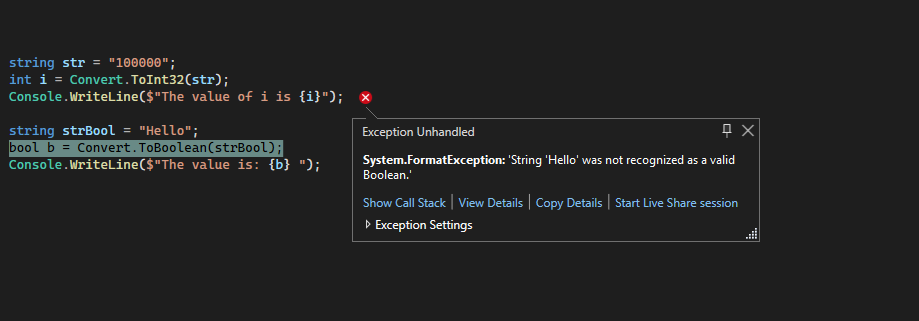 string str = "100000";
int i = Convert.ToInt32(str);
Console.WriteLine($"The value of i is {i}");
string strBool = "Hello";
bool b = Convert.ToBoolean(strBool);
Console.WriteLine($"The value is: {b} ");
Exception Unhandled
System.FormatException: 'String 'Hello' was not recognized as a valid
Boolean.'
Show Call Stack | View Details | Copy Details | Start Live Share session
Exception Settings